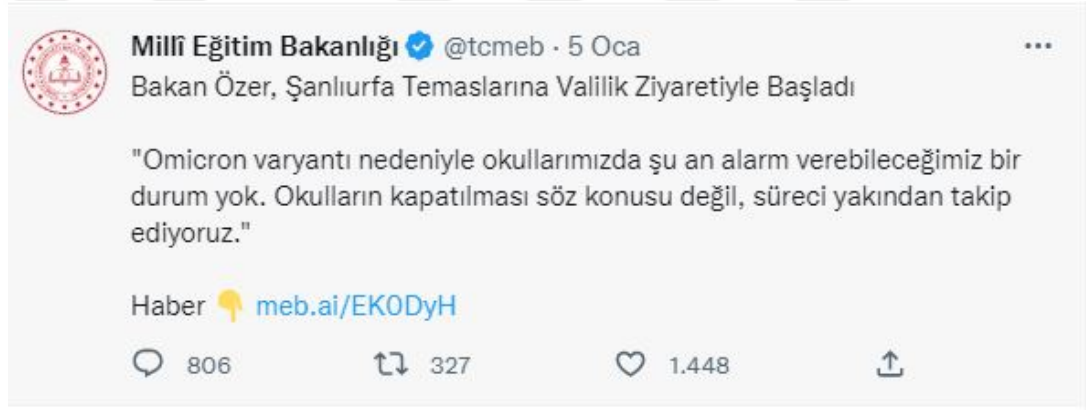 Millî Eğitim Bakanlığı @tcmeb · 5 Oca
Bakan Özer, Şanlıurfa Temaslarına Valilik Ziyaretiyle Başladı
"Omicron varyantı nedeniyle okullarımızda şu an alarm verebileceğimiz bir
durum yok. Okulların kapatılması söz konusu değil, süreci yakından takip
ediyoruz."
Haber 👇 meb.ai/EK0DyH
806 327 1.448